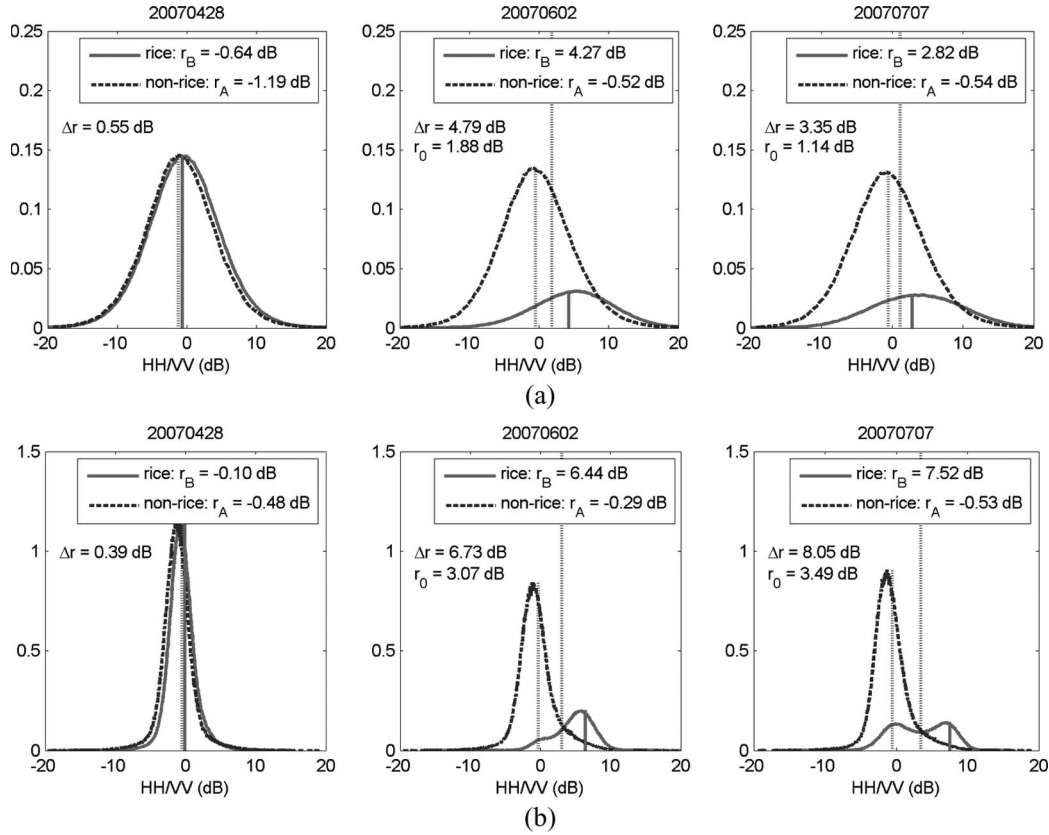 20070428
20070602
20070707
0.25
0.2
0.15
0.1
0.05
0
-20
-10
0
10
20
HH/VV (dB)
rice: r_B = -0.64 dB
non-rice: r_A = -1.19 dB
Δr = 0.55 dB
0.25
0.2
0.15
0.1
0.05
0
-20
-10
0
10
20
HH/VV (dB)
rice: r_B = 4.27 dB
non-rice: r_A = -0.52 dB
Δr = 4.79 dB
r_0 = 1.88 dB
0.25
0.2
0.15
0.1
0.05
0
-20
-10
0
10
20
HH/VV (dB)
rice: r_B = 2.82 dB
non-rice: r_A = -0.54 dB
Δr = 3.35 dB
r_0 = 1.14 dB
(a)
20070428
20070602
20070707
1.5
1
0.5
0
-20
-10
0
10
20
HH/VV (dB)
rice: r_B = -0.10 dB
non-rice: r_A = -0.48 dB
Δr = 0.39 dB
1.5
1
0.5
0
-20
-10
0
10
20
HH/VV (dB)
rice: r_B = 6.44 dB
non-rice: r_A = -0.29 dB
Δr = 6.73 dB
r_0 = 3.07 dB
1.5
1
0.5
0
-20
-10
0
10
20
HH/VV (dB)
rice: r_B = 7.52 dB
non-rice: r_A = -0.53 dB
Δr = 8.05 dB
r_0 = 3.49 dB
(b)